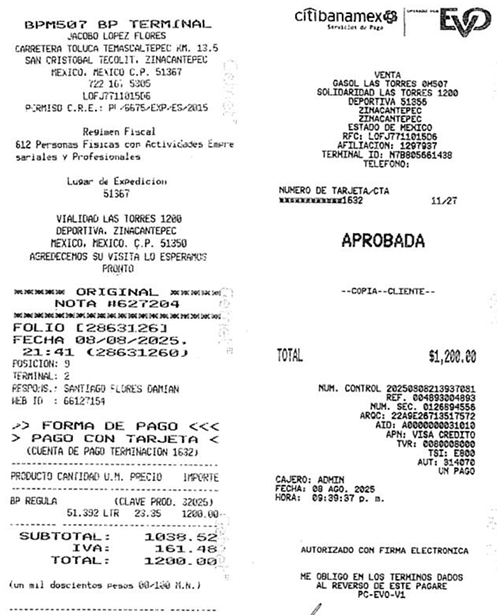 BPM507 BP TERMINAL
JACOBO LOPEZ FLORES
CARRETERA TOLUCA TEMASCALTEPEC KM. 13.5
SAN CRISTOBAL TECOLIT, ZINACANTEPEC
MEXICO, MEXICO C.P. 51367
722 167 5305
LOFJ771101SD6
PERMISO C.R.E.: PL/6675/EXP/ES/2015
Regimen Fiscal
612 Personas Fisicas con Actividades Empre
sariales y Profesionales
Lugar de Expedicion
51367
VIALIDAD LAS TORRES 1200
DEPORTIVA, ZINACANTEPEC
MEXICO, MEXICO. C.P. 51350
AGREDECEMOS SU VISITA LO ESPERAMOS
PRONTO
******** ORIGINAL ********
NOTA #627204
FOLIO [28631261]
FECHA 08/08/2025.
21:41 (28631260)
POSICION: 9
TERMINAL: 2
RESPONS.: SANTIAGO FLORES DAMIAN
WEB ID : 66127154
>> FORMA DE PAGO <<<
> PAGO CON TARJETA <
(CUENTA DE PAGO TERMINACION 1632)
PRODUCTO CANTIDAD U.M. PRECIO IMPORTE
BP REGULA (CLAVE PROD. 32025)
51.392 LTR 23.35 1200.00
SUBTOTAL: 1038.52
IVA: 161.48
TOTAL: 1200.00
(un mil doscientos pesos 00/100 M.N.)
citibanamex EVO
Servicios de Pago
VENTA
GASOL LAS TORRES 0H507
SOLIDARIDAD LAS TORRES 1200
DEPORTIVA 51356
ZINACANTEPEC
ZINACANTEPEC
ESTADO DE MEXICO
RFC: LOFJ771101SD6
AFILIACION: 1297937
TERMINAL ID: N7B805661438
TELEFONO:
NUMERO DE TARJETA/CTA
************1632 11/27
APROBADA
--COPIA--CLIENTE--
TOTAL $1,200.00
NUM. CONTROL 20250808213937081
REF. 004893004893
NUM. SEC. 0126894556
ARQC: 22A9E26713517572
AID: A0000000031010
APN: VISA CREDITO
TVR: 0080008000
TSI: E800
AUT: 314070
UN PAGO
CAJERO: ADMIN
FECHA: 08 AGO. 2025
HORA: 09:39:37 p. m.
AUTORIZADO CON FIRMA ELECTRONICA
ME OBLIGO EN LOS TERMINOS DADOS
AL REVERSO DE ESTE PAGARE
PC-EVO-V1